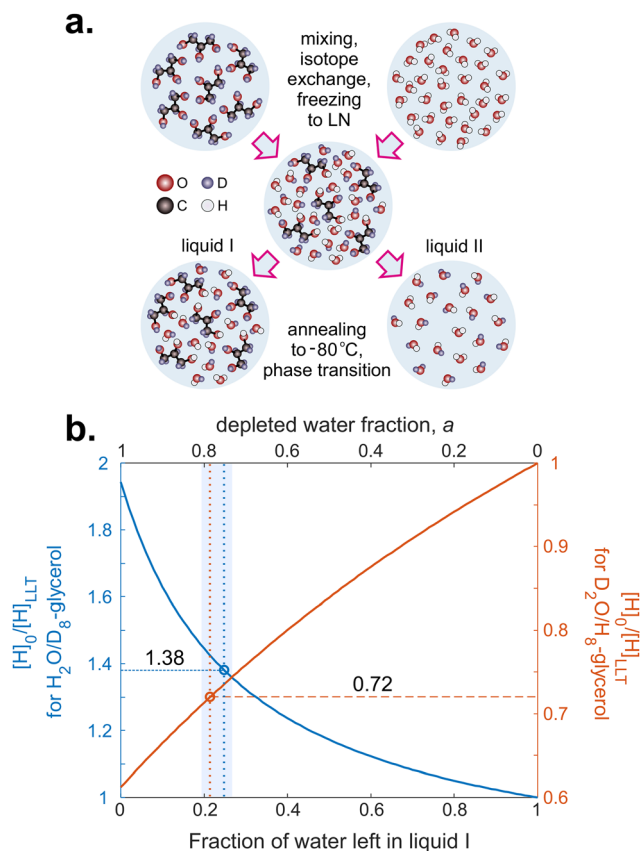 a.
mixing,
isotope
exchange,
freezing
to LN
O D
C H
liquid I
liquid II
annealing
to -80°C,
phase transition
b.
depleted water fraction, a
1 0.8 0.6 0.4 0.2 0
2
1.8
1.6
1.4
1.2
1
[H]0/[H]LLT
for H2O/D8-glycerol
1.38
0.72
1
0.9
0.8
0.7
0.6
[H]0/[H]LLT
for D2O/H8-glycerol
0 0.2 0.4 0.6 0.8 1
Fraction of water left in liquid I